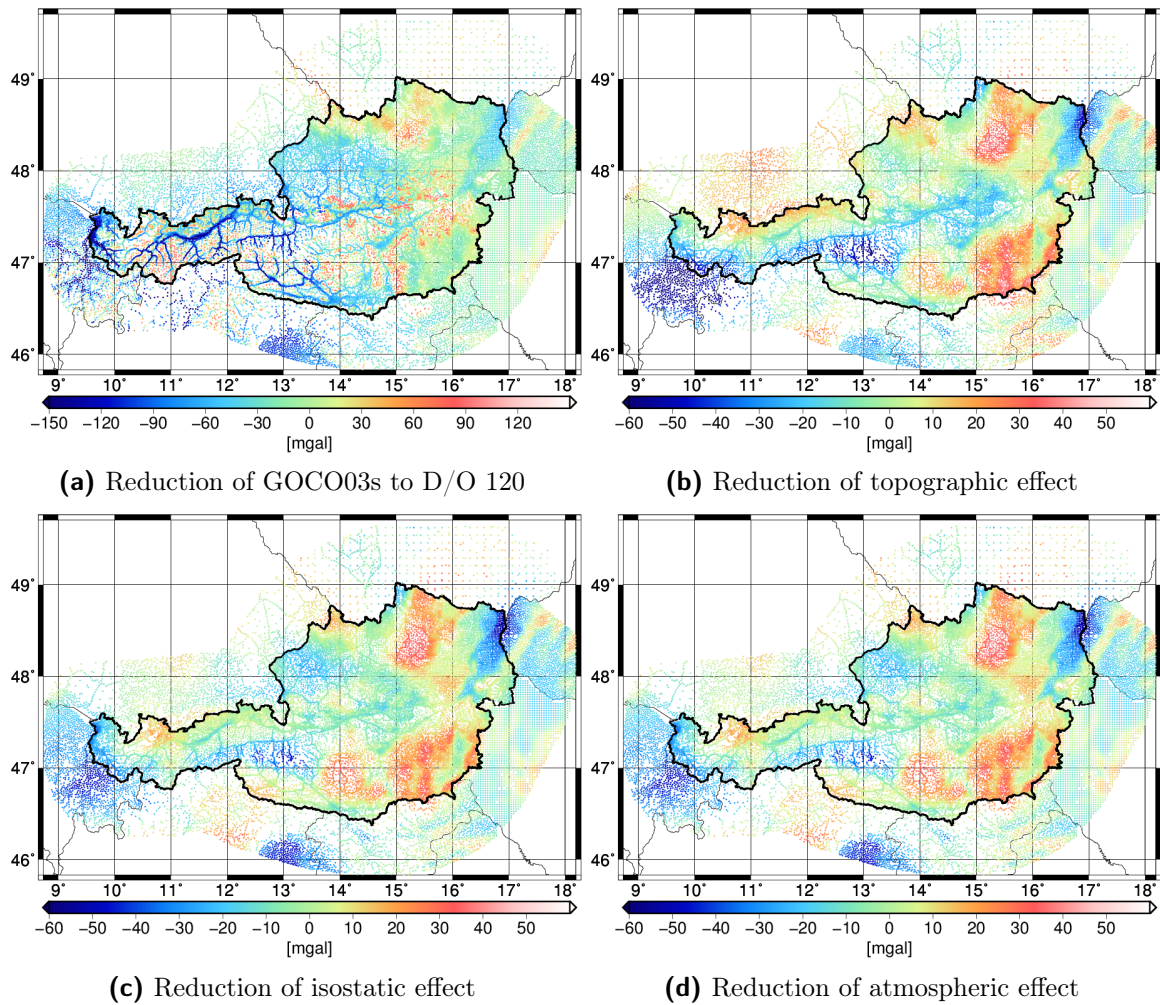 49°
48°
47°
46°
9° 10° 11° 12° 13° 14° 15° 16° 17° 18°
−150 −120 −90 −60 −30 0 30 60 90 120
[mgal]
(a) Reduction of GOCO03s to D/O 120
49°
48°
47°
46°
9° 10° 11° 12° 13° 14° 15° 16° 17° 18°
−60 −50 −40 −30 −20 −10 0 10 20 30 40 50
[mgal]
(b) Reduction of topographic effect
49°
48°
47°
46°
9° 10° 11° 12° 13° 14° 15° 16° 17° 18°
−60 −50 −40 −30 −20 −10 0 10 20 30 40 50
[mgal]
(c) Reduction of isostatic effect
49°
48°
47°
46°
9° 10° 11° 12° 13° 14° 15° 16° 17° 18°
−60 −50 −40 −30 −20 −10 0 10 20 30 40 50
[mgal]
(d) Reduction of atmospheric effect